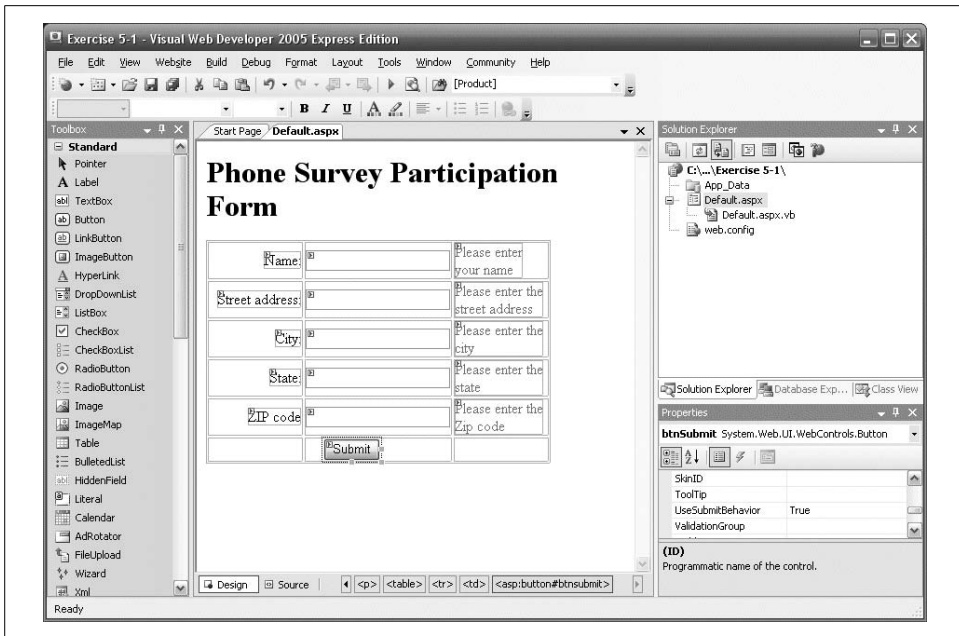 Exercise 5-1 - Visual Web Developer 2005 Express Edition
File Edit View Website Build Debug Format Layout Tools Window Community Help
[Product]
B I U A
Toolbox
Standard
Pointer
A Label
abl TextBox
ab Button
ab LinkButton
ImageButton
A HyperLink
DropDownList
ListBox
CheckBox
CheckBoxList
RadioButton
RadioButtonList
Image
ImageMap
Table
BulletedList
abl HiddenField
Literal
Calendar
AdRotator
FileUpload
Wizard
Xml
Start Page Default.aspx
Phone Survey Participation
Form
Name:
Please enter
your name
Street address:
Please enter the
street address
City:
Please enter the
city
State:
Please enter the
state
ZIP code
Please enter the
Zip code
Submit
Design Source <p> <table> <tr> <td> <asp:button#btnsubmit>
Solution Explorer
C:\...\Exercise 5-1\
App_Data
Default.aspx
Default.aspx.vb
web.config
Solution Explorer Database Exp... Class View
Properties
btnSubmit System.Web.UI.WebControls.Button
SkinID
ToolTip
UseSubmitBehavior True
ValidationGroup
(ID)
Programmatic name of the control.
Ready